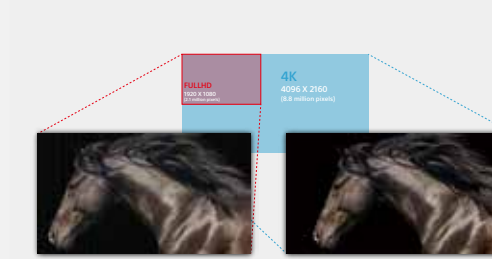 FULLHD
1920 X 1080
(2.1 million pixels)
4K
4096 X 2160
(8.8 million pixels)